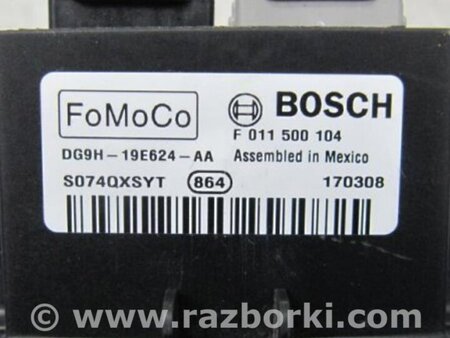 FoMoCo
BOSCH
F 011 500 104
DG9H-19E624-AA Assembled in Mexico
S074QXSYT 864 170308
© www.razborki.com